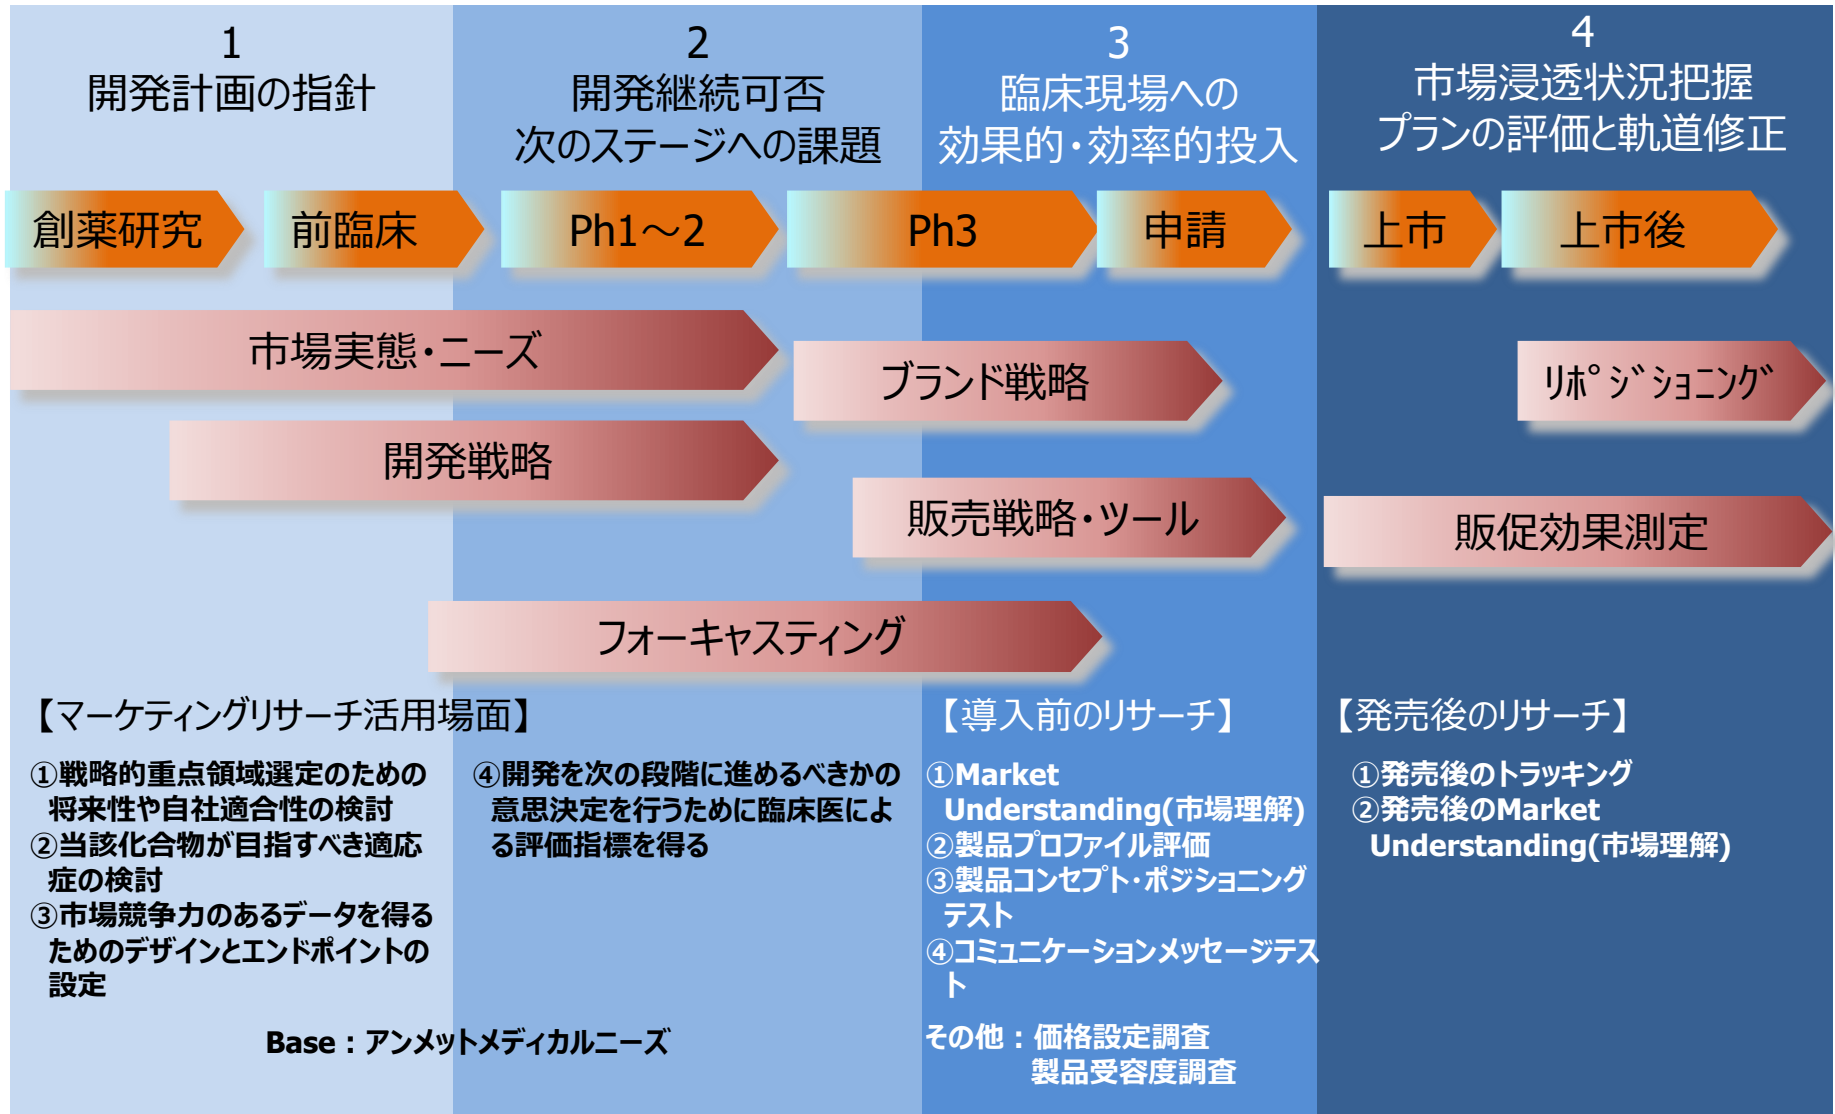 1
開発計画の指針
2
開発継続可否
次のステージへの課題
3
臨床現場への
効果的・効率的投入
4
市場浸透状況把握
プランの評価と軌道修正
創薬研究
前臨床
Ph1～2
Ph3
申請
上市
上市後
市場実態・ニーズ
ブランド戦略
ﾘﾎﾟｼﾞｼｮﾆﾝｸﾞ
開発戦略
販売戦略・ツール
販促効果測定
フォーキャスティング
【マーケティングリサーチ活用場面】
①戦略的重点領域選定のための
将来性や自社適合性の検討
②当該化合物が目指すべき適応
症の検討
③市場競争力のあるデータを得る
ためのデザインとエンドポイントの
設定
④開発を次の段階に進めるべきかの
意思決定を行うために臨床医によ
る評価指標を得る
Base：アンメットメディカルニーズ
【導入前のリサーチ】
①Market
Understanding(市場理解)
②製品プロファイル評価
③製品コンセプト・ポジショニング
テスト
④コミュニケーションメッセージテス
ト
その他：価格設定調査
製品受容度調査
【発売後のリサーチ】
①発売後のトラッキング
②発売後のMarket
Understanding(市場理解)